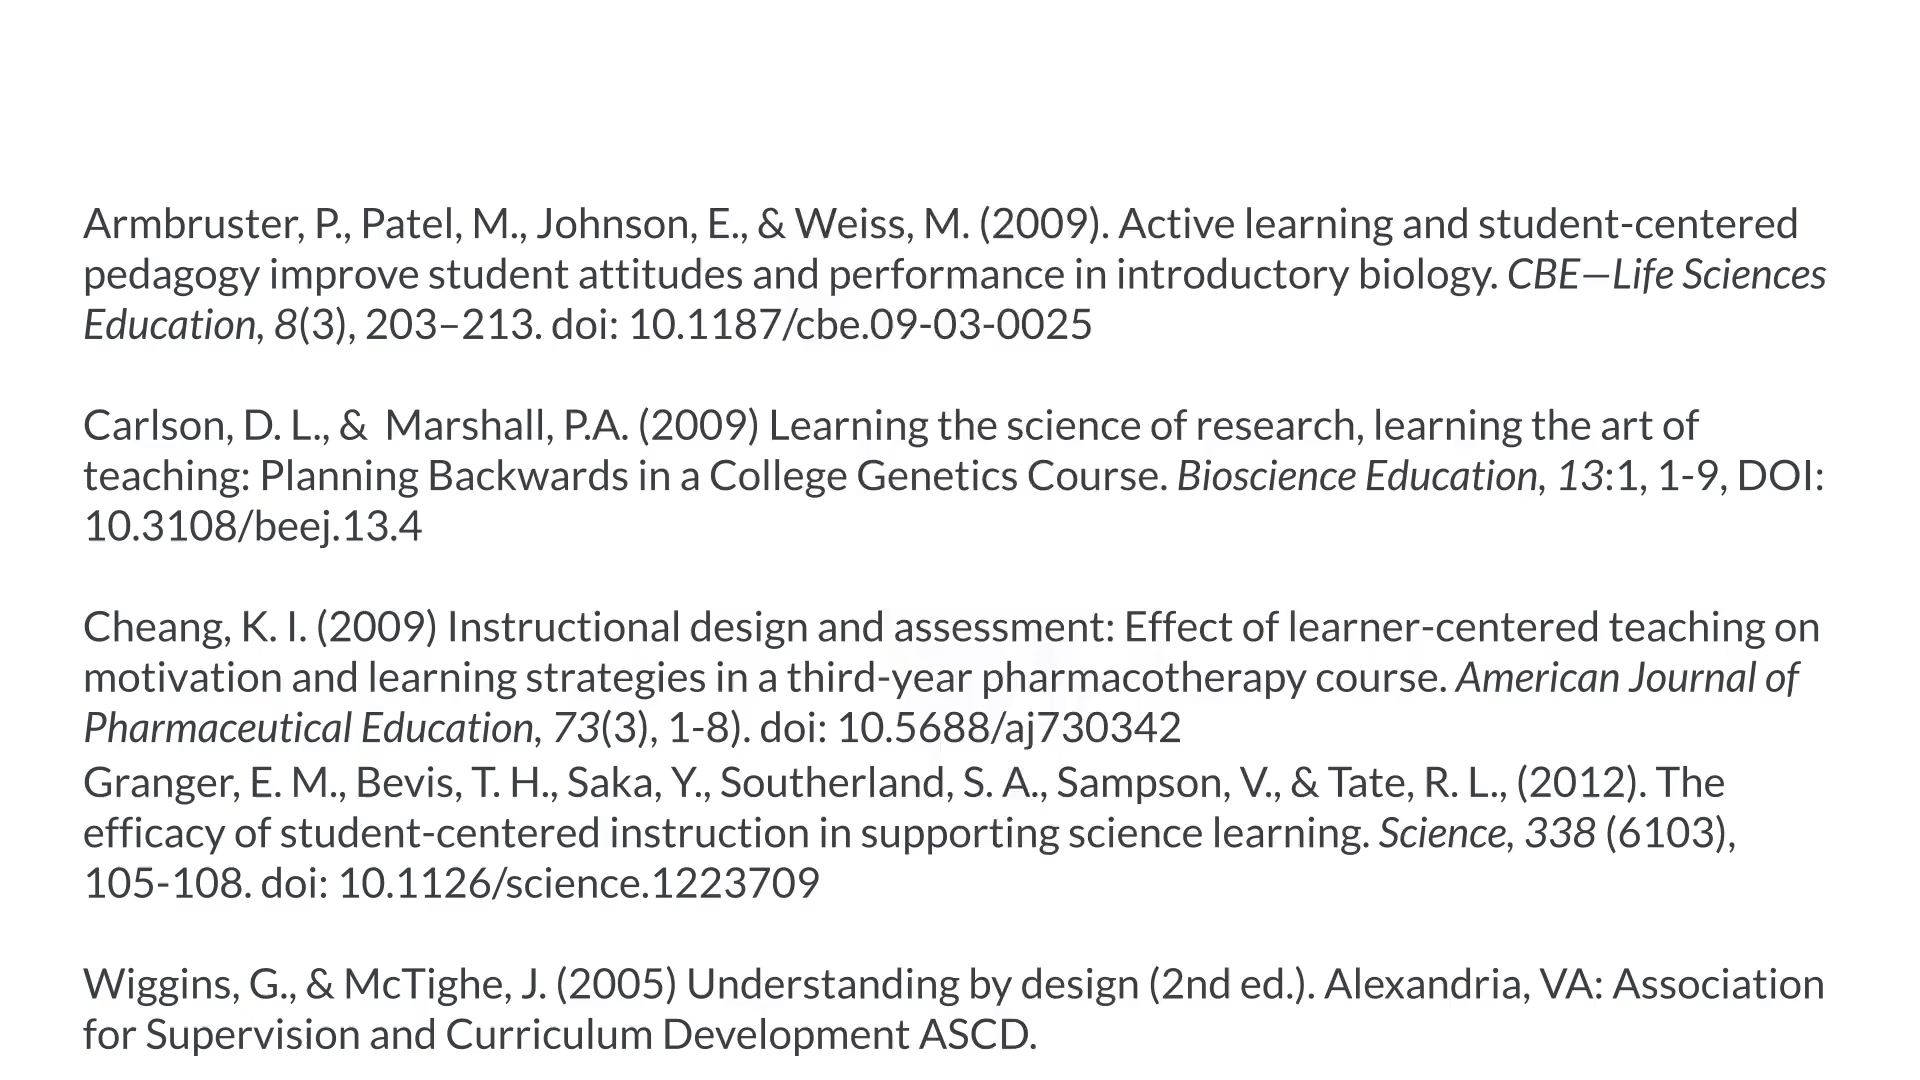 Armbruster, P., Patel, M., Johnson, E., & Weiss, M. (2009). Active learning and student-centered
pedagogy improve student attitudes and performance in introductory biology. CBE—Life Sciences
Education, 8(3), 203–213. doi: 10.1187/cbe.09-03-0025
Carlson, D. L., &  Marshall, P.A. (2009) Learning the science of research, learning the art of
teaching: Planning Backwards in a College Genetics Course. Bioscience Education, 13:1, 1-9, DOI:
10.3108/beej.13.4
Cheang, K. I. (2009) Instructional design and assessment: Effect of learner-centered teaching on
motivation and learning strategies in a third-year pharmacotherapy course. American Journal of
Pharmaceutical Education, 73(3), 1-8). doi: 10.5688/aj730342
Granger, E. M., Bevis, T. H., Saka, Y., Southerland, S. A., Sampson, V., & Tate, R. L., (2012). The
efficacy of student-centered instruction in supporting science learning. Science, 338 (6103),
105-108. doi: 10.1126/science.1223709
Wiggins, G., & McTighe, J. (2005) Understanding by design (2nd ed.). Alexandria, VA: Association
for Supervision and Curriculum Development ASCD.